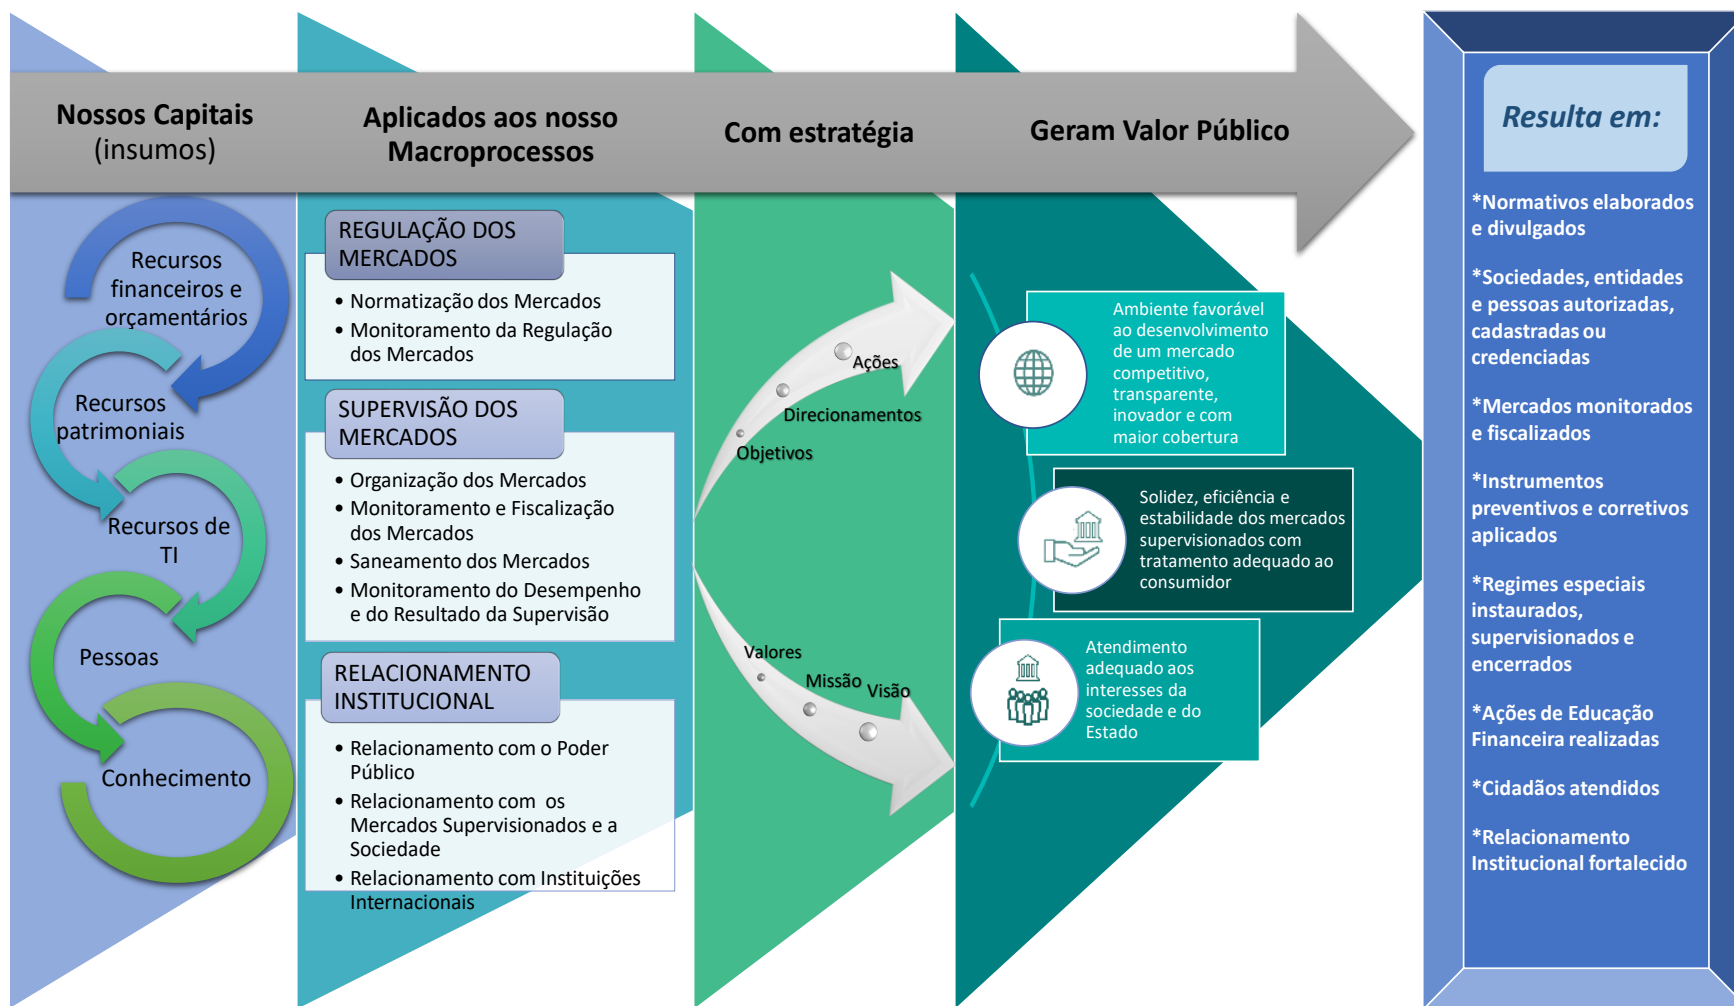 Nossos Capitais
(insumos)
Aplicados aos nosso
Macroprocessos
Com estratégia
Geram Valor Público
Resulta em:
Recursos
financeiros e
orçamentários
Recursos
patrimoniais
Recursos de
TI
Pessoas
Conhecimento
REGULAÇÃO DOS
MERCADOS
• Normatização dos Mercados
• Monitoramento da Regulação
dos Mercados
SUPERVISÃO DOS
MERCADOS
• Organização dos Mercados
• Monitoramento e Fiscalização
dos Mercados
• Saneamento dos Mercados
• Monitoramento do Desempenho
e do Resultado da Supervisão
RELACIONAMENTO
INSTITUCIONAL
• Relacionamento com o Poder
Público
• Relacionamento com os
Mercados Supervisionados e a
Sociedade
• Relacionamento com Instituições
Internacionais
Ações
Direcionamentos
Objetivos
Valores
Missão
Visão
Ambiente favorável
ao desenvolvimento
de um mercado
competitivo,
transparente,
inovador e com
maior cobertura
Solidez, eficiência e
estabilidade dos mercados
supervisionados com
tratamento adequado ao
consumidor
Atendimento
adequado aos
interesses da
sociedade e do
Estado
*Normativos elaborados
e divulgados
*Sociedades, entidades
e pessoas autorizadas,
cadastradas ou
credenciadas
*Mercados monitorados
e fiscalizados
*Instrumentos
preventivos e corretivos
aplicados
*Regimes especiais
instaurados,
supervisionados e
encerrados
*Ações de Educação
Financeira realizadas
*Cidadãos atendidos
*Relacionamento
Institucional fortalecido